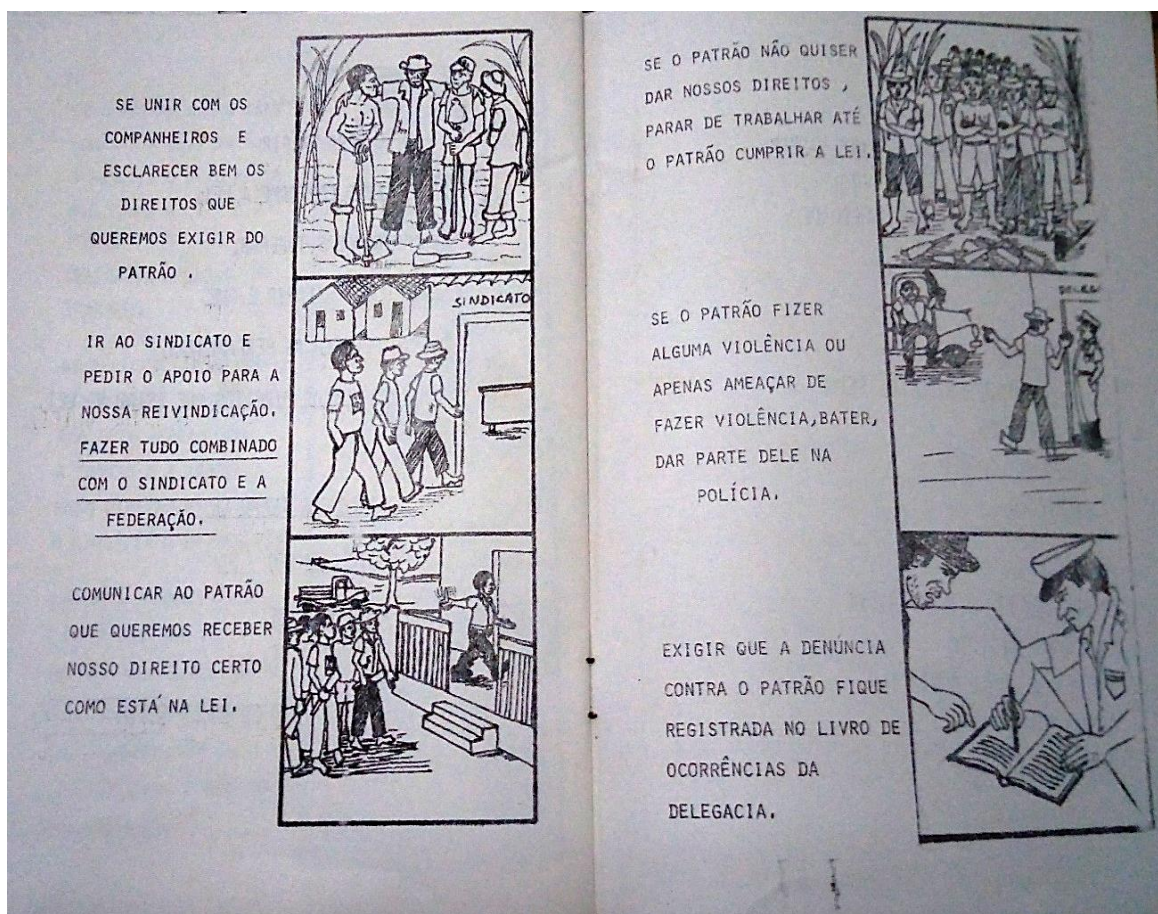 SE UNIR COM OS
COMPANHEIROS E
ESCLARECER BEM OS
DIREITOS QUE
QUEREMOS EXIGIR DO
PATRÃO .
SINDICATO
IR AO SINDICATO E
PEDIR O APOIO PARA A
NOSSA REIVINDICAÇÃO.
FAZER TUDO COMBINADO
COM O SINDICATO E A
FEDERAÇÃO.
COMUNICAR AO PATRÃO
QUE QUEREMOS RECEBER
NOSSO DIREITO CERTO
COMO ESTÁ NA LEI.
SE O PATRÃO NÃO QUISER
DAR NOSSOS DIREITOS ,
PARAR DE TRABALHAR ATÉ
O PATRÃO CUMPRIR A LEI.
DELEG
SE O PATRÃO FIZER
ALGUMA VIOLÊNCIA OU
APENAS AMEAÇAR DE
FAZER VIOLÊNCIA,BATER,
DAR PARTE DELE NA
POLÍCIA.
EXIGIR QUE A DENÚNCIA
CONTRA O PATRÃO FIQUE
REGISTRADA NO LIVRO DE
OCORRÊNCIAS DA
DELEGACIA.